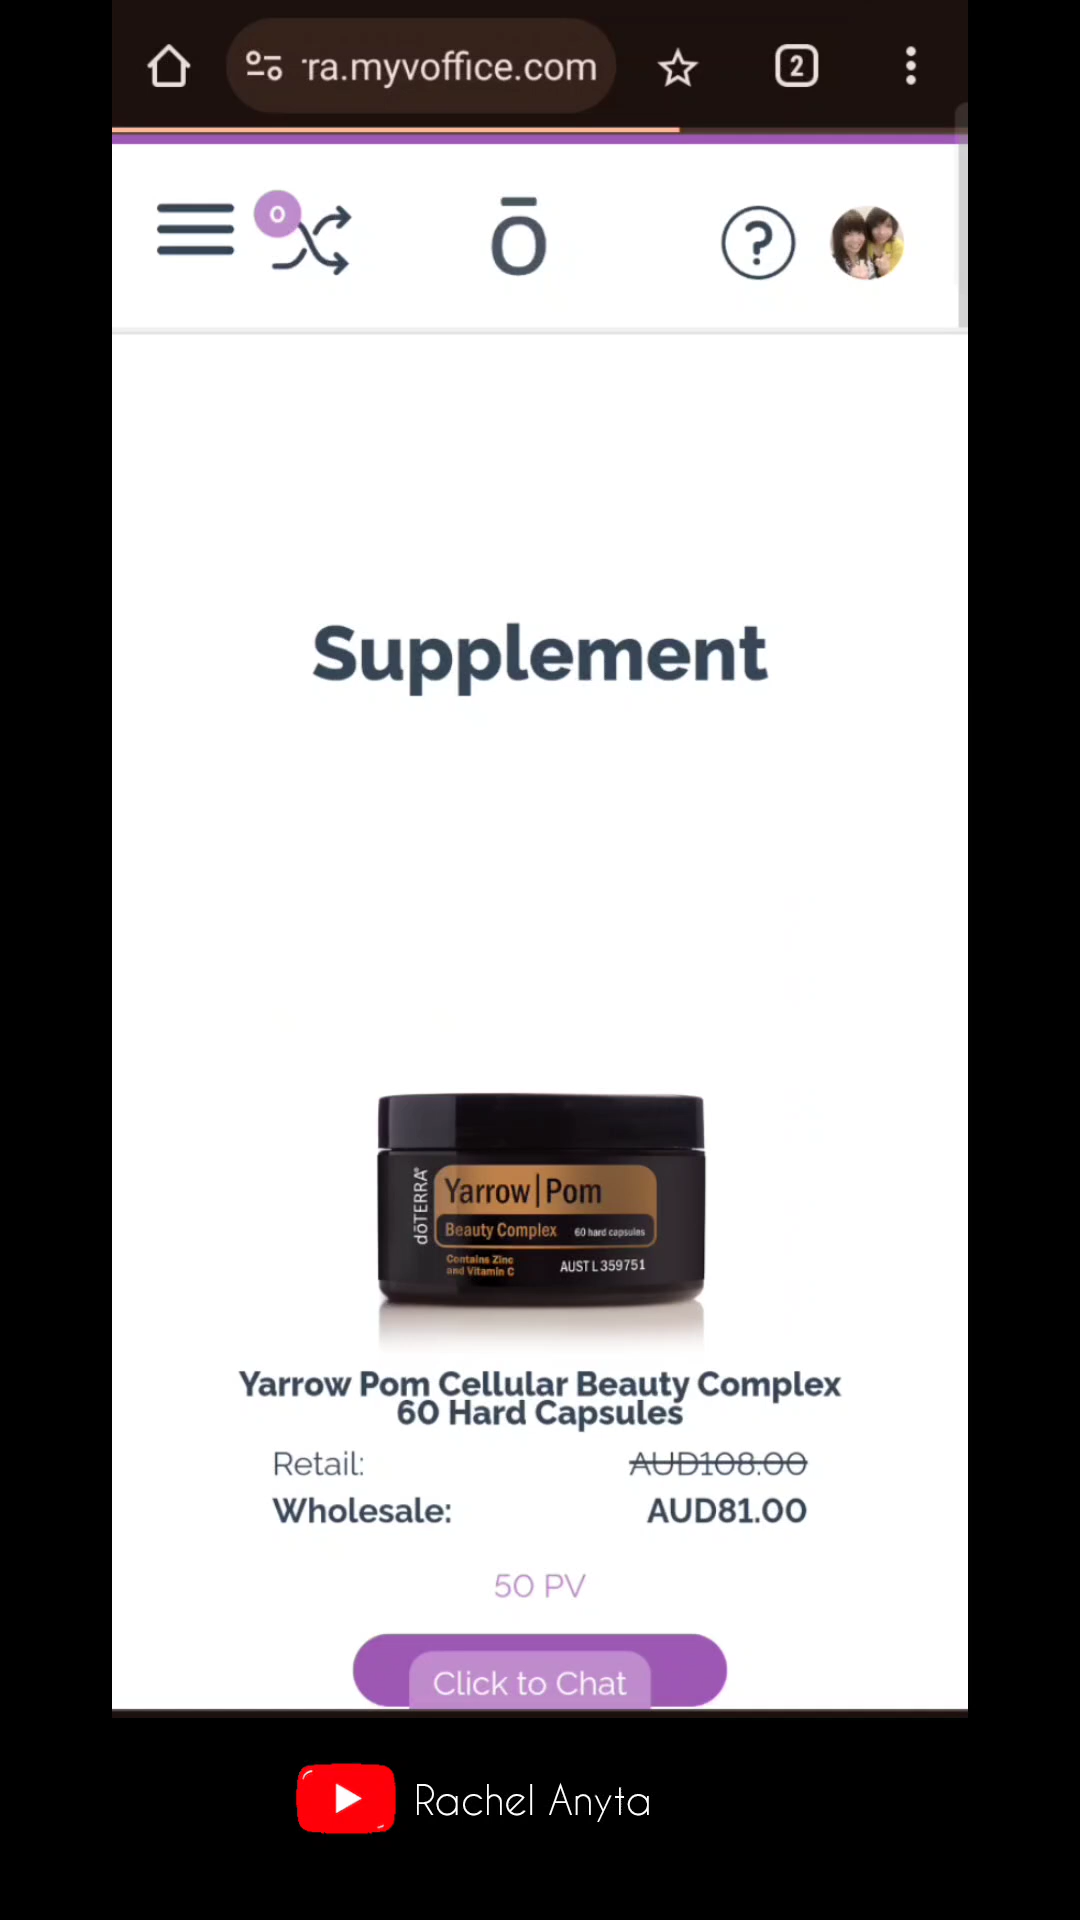 ra.myvoffice.com
2
0
ō
?
Supplement
dōTERRA®
Yarrow|Pom
Beauty Complex 60 hard capsules
Contains Zinc
and Vitamin C
AUST L 359751
Yarrow Pom Cellular Beauty Complex
60 Hard Capsules
Retail: AUD108.00
Wholesale: AUD81.00
50 PV
Click to Chat
Rachel Anyta